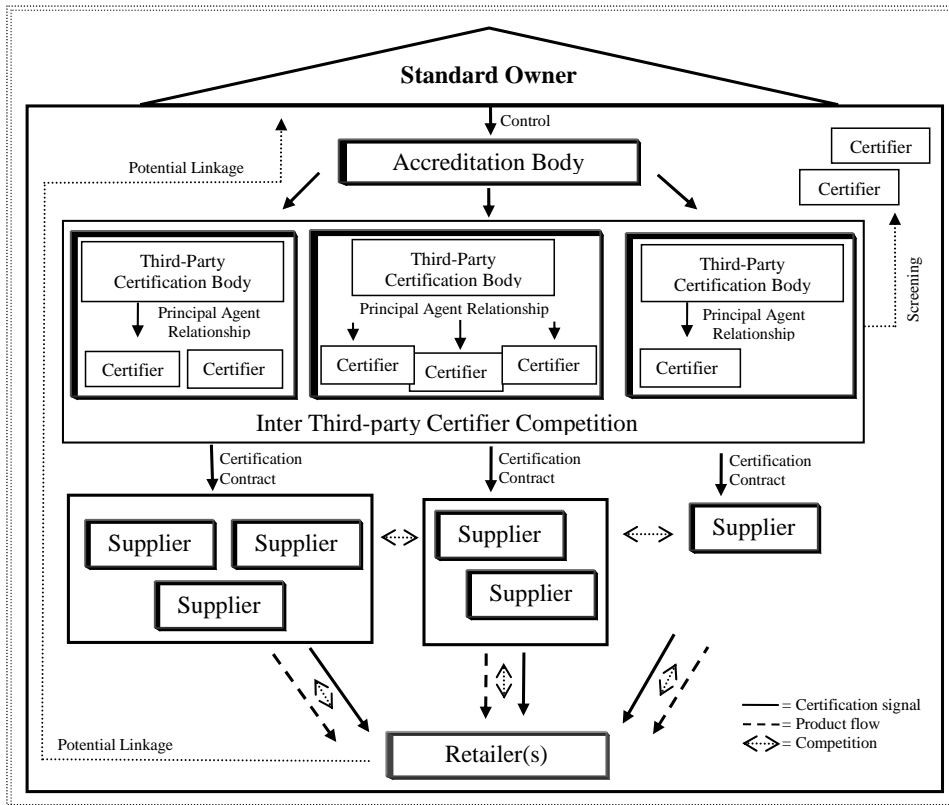 Standard Owner
Control
Potential Linkage
Accreditation Body
Certifier
Certifier
Third-Party
Certification Body
Principal Agent
Relationship
Certifier
Certifier
Third-Party
Certification Body
Principal Agent Relationship
Certifier
Certifier
Certifier
Third-Party
Certification Body
Principal Agent
Relationship
Certifier
Screening
Inter Third-party Certifier Competition
Certification
Contract
Certification
Contract
Certification
Contract
Supplier
Supplier
Supplier
Supplier
Supplier
Supplier
Potential Linkage
Retailer(s)
= Certification signal
= Product flow
= Competition